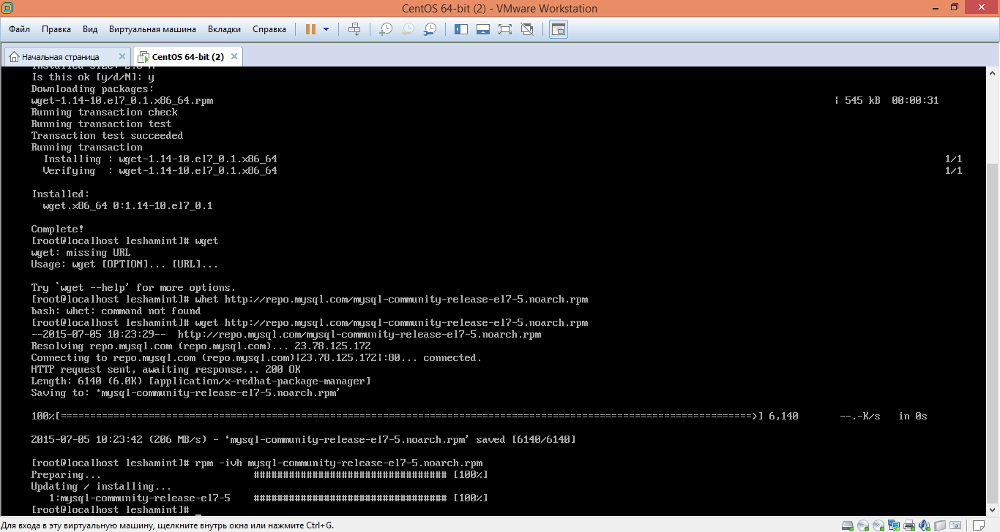 CentOS 64-bit (2) - VMware Workstation
Файл Правка Вид Виртуальная машина Вкладки Справка
Начальная страница CentOS 64-bit (2)
Installed size: 2.0 M
Is this ok [y/d/N]: y
Downloading packages:
wget-1.14-10.el7_0.1.x86_64.rpm | 545 kB 00:00:31
Running transaction check
Running transaction test
Transaction test succeeded
Running transaction
Installing : wget-1.14-10.el7_0.1.x86_64 1/1
Verifying : wget-1.14-10.el7_0.1.x86_64 1/1
Installed:
wget.x86_64 0:1.14-10.el7_0.1
Complete!
[root@localhost leshamint]# wget
wget: missing URL
Usage: wget [OPTION]... [URL]...
Try `wget --help' for more options.
[root@localhost leshamint]# whet http://repo.mysql.com/mysql-community-release-el7-5.noarch.rpm
bash: whet: command not found
[root@localhost leshamint]# wget http://repo.mysql.com/mysql-community-release-el7-5.noarch.rpm
--2015-07-05 10:23:29-- http://repo.mysql.com/mysql-community-release-el7-5.noarch.rpm
Resolving repo.mysql.com (repo.mysql.com)... 23.78.125.172
Connecting to repo.mysql.com (repo.mysql.com)|23.78.125.172|:80... connected.
HTTP request sent, awaiting response... 200 OK
Length: 6140 (6.0K) [application/x-redhat-package-manager]
Saving to: ‘mysql-community-release-el7-5.noarch.rpm’
100%[======================================================================================================================>] 6,140 --.-K/s in 0s
2015-07-05 10:23:42 (206 MB/s) - ‘mysql-community-release-el7-5.noarch.rpm’ saved [6140/6140]
[root@localhost leshamint]# rpm -ivh mysql-community-release-el7-5.noarch.rpm
Preparing... ################################# [100%]
Updating / installing...
1:mysql-community-release-el7-5 ################################# [100%]
[root@localhost leshamint]# _
Для входа в эту виртуальную машину, щелкните внутрь окна или нажмите Ctrl+G.